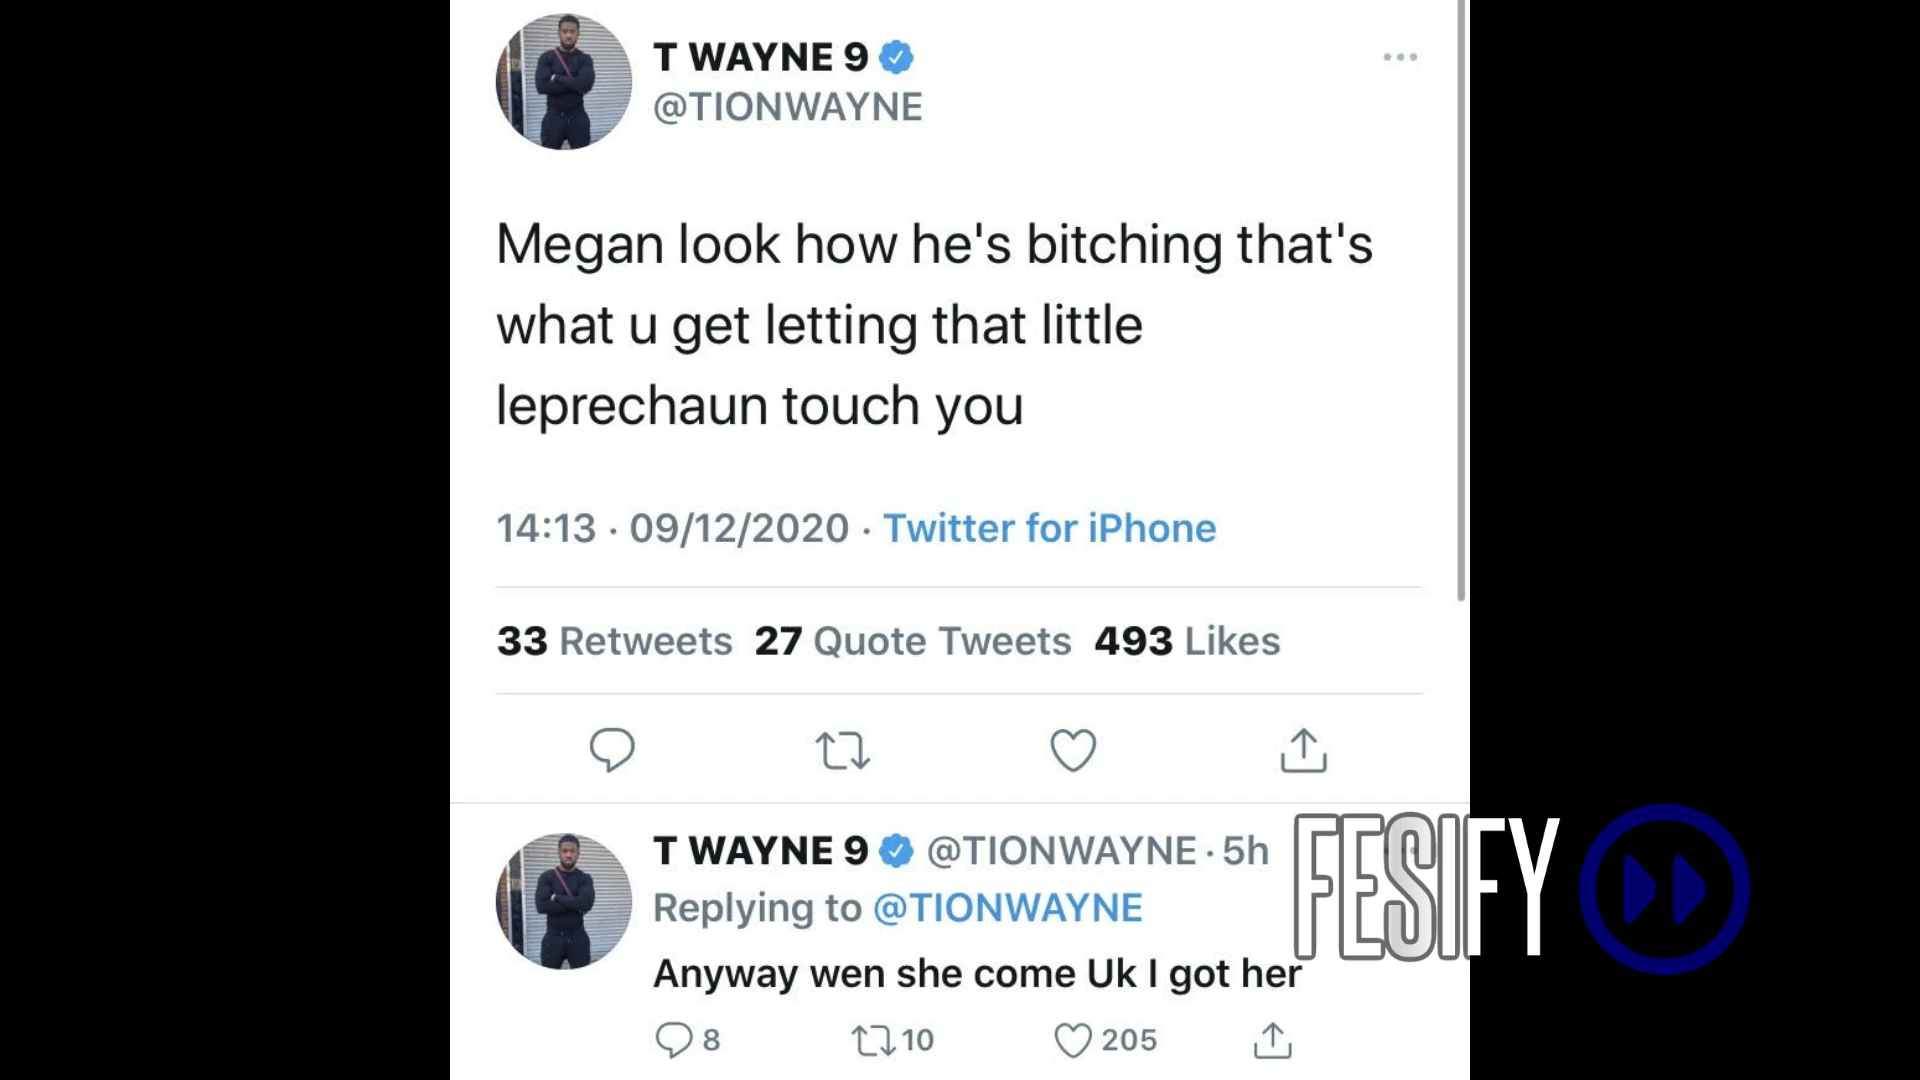 T WAYNE 9
@TIONWAYNE
Megan look how he's bitching that's
what u get letting that little
leprechaun touch you
14:13 · 09/12/2020 · Twitter for iPhone
33 Retweets 27 Quote Tweets 493 Likes
T WAYNE 9 @TIONWAYNE · 5h
Replying to @TIONWAYNE
Anyway wen she come Uk I got her
8 10 205
FESIFY